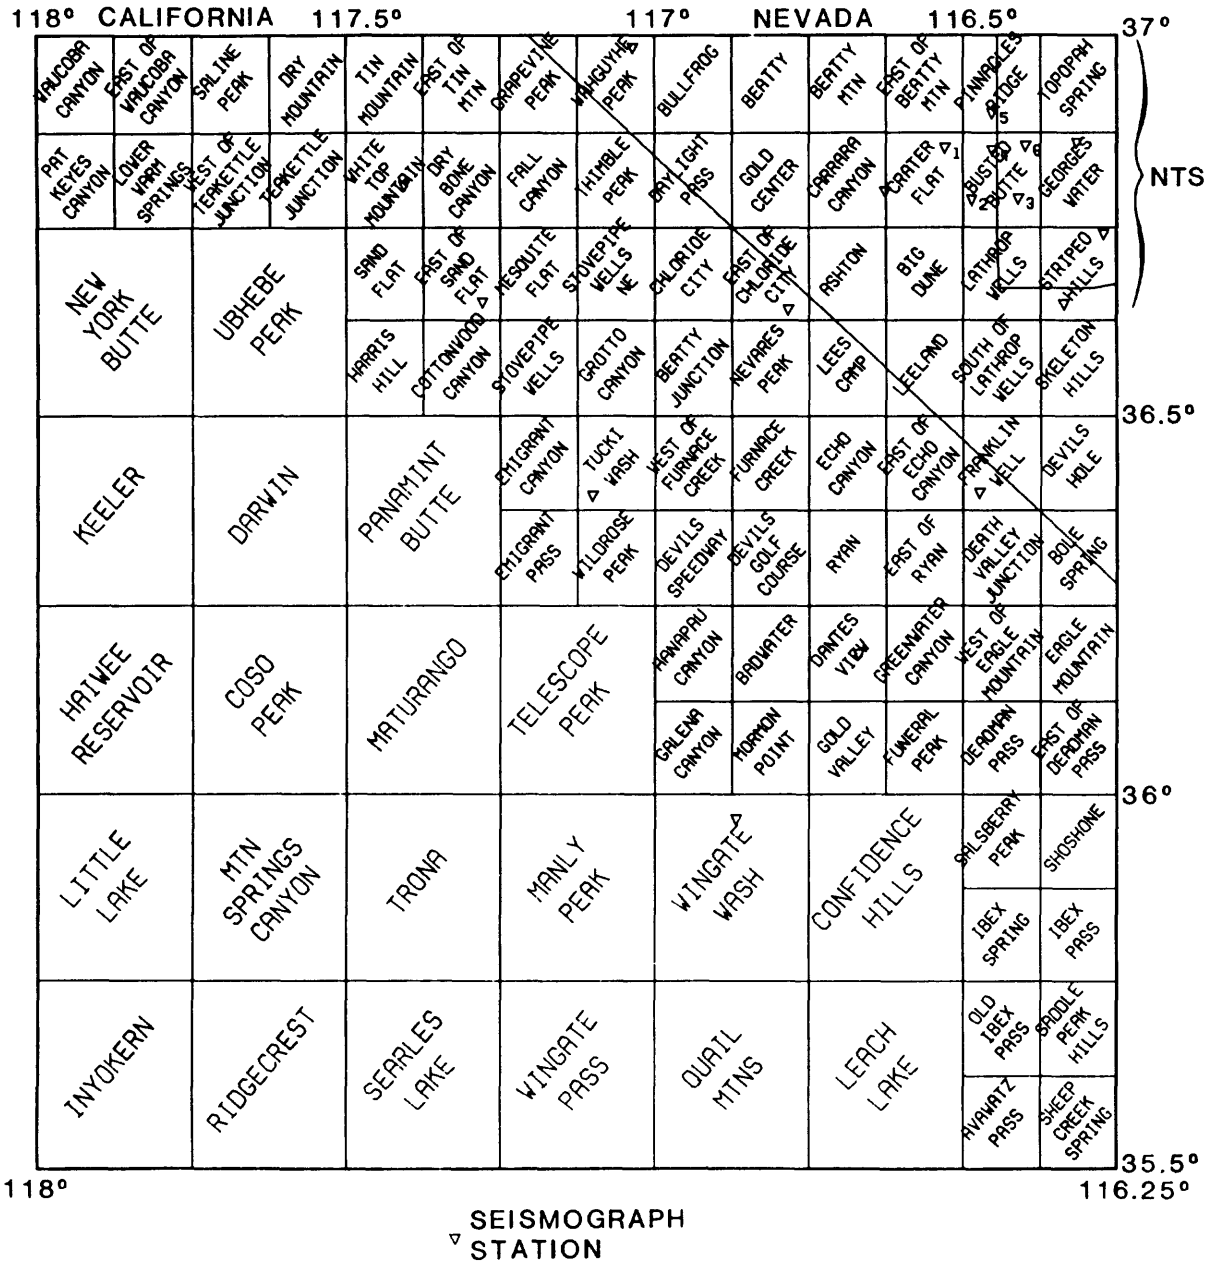 118° CALIFORNIA 117.5° 117° NEVADA 116.5° 37°
VAUCOBA
CANYON
EAST OF
WAUCOBA
CANYON
SALINE
PEAK
DRY
MOUNTAIN
TIN
MOUNTAIN
EAST OF
TIN
MTN
GRAPEVINE
PEAK
WAHGUYHE
PEAK
BULLFROG
BEATTY
BEATTY
MTN
EAST OF
BEATTY
MTN
PINNACLES
RIDGE
5
TOPOPAH
SPRING
PAT
KEYES
CANYON
LOWER
WARM
SPRINGS
WEST OF
TEAKETTLE
JUNCTION
TEAKETTLE
JUNCTION
WHITE
TOP
MOUNTAIN
DRY
BONE
CANYON
FALL
CANYON
THIMBLE
PEAK
DAYLIGHT
PASS
GOLD
CENTER
CARRARA
CANYON
CRATER
FLAT
1
BUSTED
BUTTE
2
3
6
GEORGES
WATER
NTS
NEW
YORK
BUTTE
UBHEBE
PEAK
SAND
FLAT
EAST OF
SAND
FLAT
MESQUITE
FLAT
STOVEPIPE
WELLS
NE
CHLORIDE
CITY
EAST OF
CHLORIDE
CITY
ASHTON
BIG
DUNE
LATHROP
WELLS
STRIPED
HILLS
HARRIS
HILL
COTTONWOOD
CANYON
STOVEPIPE
WELLS
GROTTO
CANYON
BEATTY
JUNCTION
NEVARES
PEAK
LEES
CAMP
LEELAND
SOUTH OF
LATHROP
WELLS
SKELETON
HILLS
36.5°
KEELER
DARWIN
PANAMINT
BUTTE
EMIGRANT
CANYON
TUCKI
WASH
WEST OF
FURNACE
CREEK
FURNACE
CREEK
ECHO
CANYON
EAST OF
ECHO
CANYON
FRANKLIN
WELL
DEVILS
HOLE
EMIGRANT
PASS
WILDROSE
PEAK
DEVILS
SPEEDWAY
DEVILS
GOLF
COURSE
RYAN
EAST OF
RYAN
DEATH
VALLEY
JUNCTION
BOLE
SPRING
HAIWEE
RESERVOIR
COSO
PEAK
MATURANGO
TELESCOPE
PEAK
HANAPAU
CANYON
BADWATER
DANTES
VIEW
GREENWATER
CANYON
WEST OF
EAGLE
MOUNTAIN
EAGLE
MOUNTAIN
GALENA
CANYON
MORMON
POINT
GOLD
VALLEY
FUNERAL
PEAK
DEADMAN
PASS
EAST OF
DEADMAN
PASS
36°
LITTLE
LAKE
MTN
SPRINGS
CANYON
TRONA
MANLY
PEAK
WINGATE
WASH
CONFIDENCE
HILLS
SALSBERRY
PEAK
SHOSHONE
IBEX
SPRING
IBEX
PASS
INYOKERN
RIDGECREST
SEARLES
LAKE
WINGATE
PASS
QUAIL
MTNS
LEACH
LAKE
OLD
IBEX
PASS
SADDLE
PEAK
HILLS
AVAWATZ
PASS
SHEEP
CREEK
SPRING
35.5°
118° 116.25°
SEISMOGRAPH
STATION